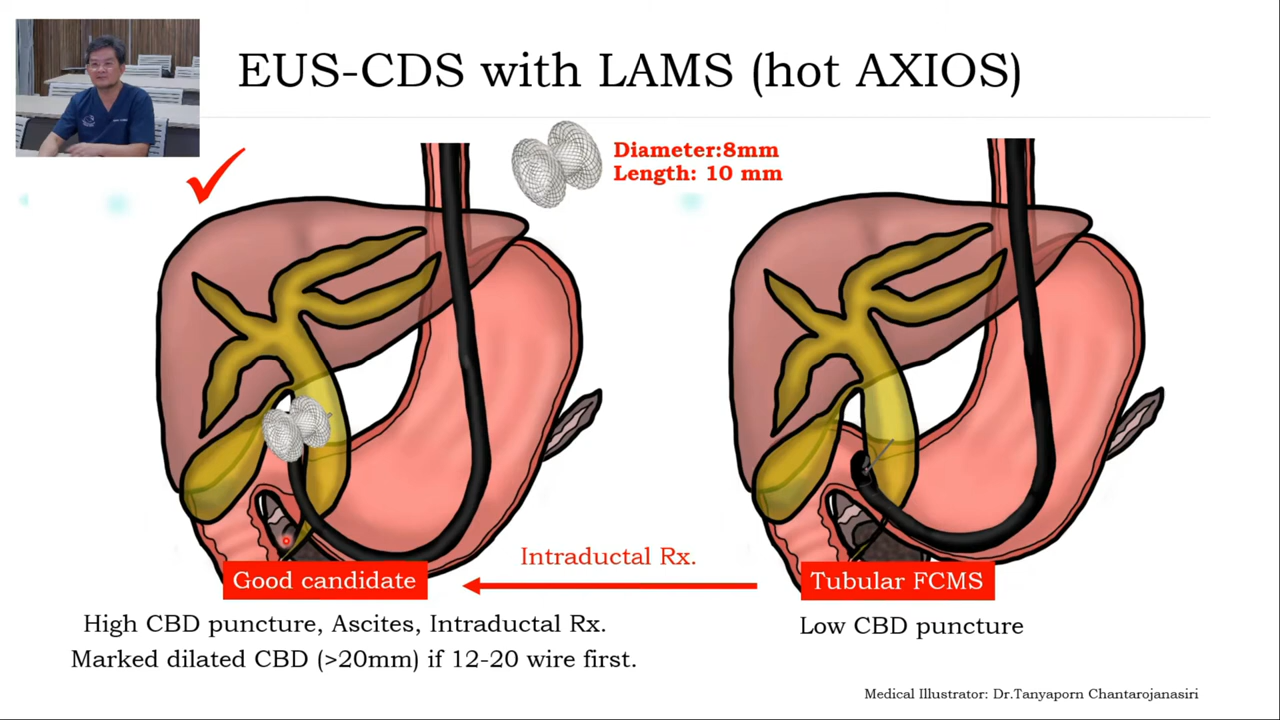 EUS-CDS with LAMS (hot AXIOS)
Diameter:8mm
Length: 10 mm
Intraductal Rx.
Good candidate
Tubular FCMS
High CBD puncture, Ascites, Intraductal Rx.
Marked dilated CBD (>20mm) if 12-20 wire first.
Low CBD puncture
Medical Illustrator: Dr.Tanyaporn Chantarojanasiri